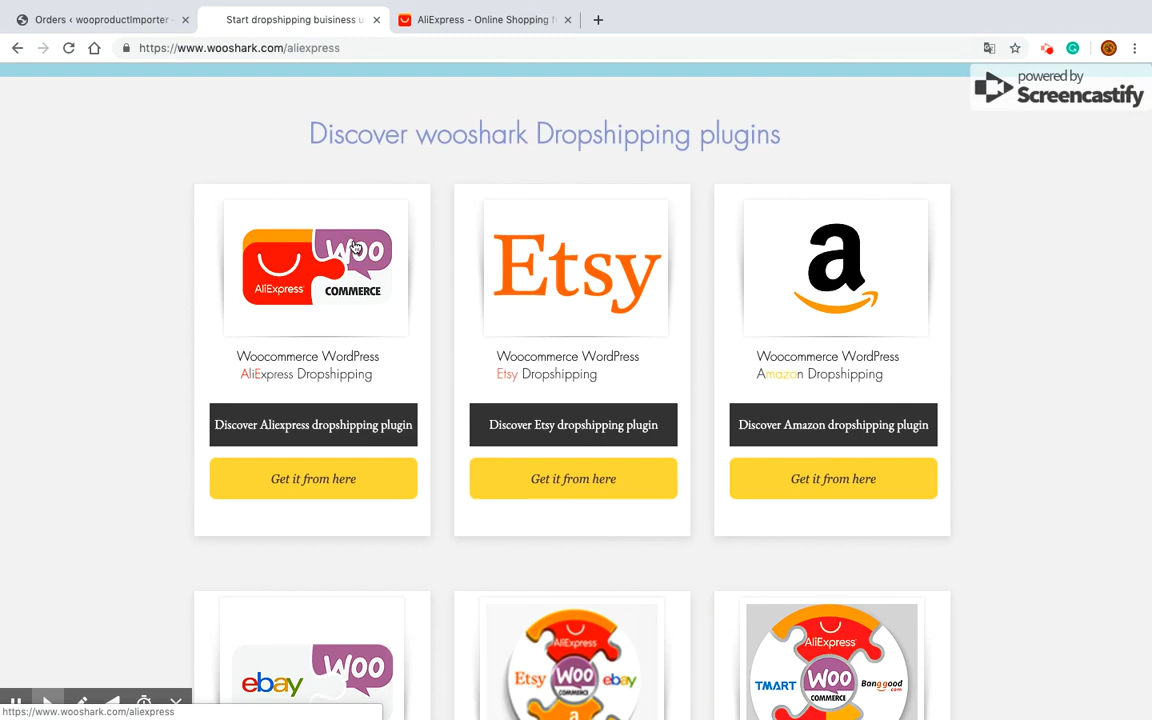 Orders ‹ wooproductImporter –
Start dropshipping buisiness u
AliExpress - Online Shopping f
https://www.wooshark.com/aliexpress
powered by
Screencastify
Discover wooshark Dropshipping plugins
AliExpress
Woo
COMMERCE
Etsy
a
Woocommerce WordPress
AliExpress Dropshipping
Woocommerce WordPress
Etsy Dropshipping
Woocommerce WordPress
Amazon Dropshipping
Discover Aliexpress dropshipping plugin
Discover Etsy dropshipping plugin
Discover Amazon dropshipping plugin
Get it from here
Get it from here
Get it from here
ebay
Woo
AliExpress
Etsy
Woo
COMMERCE
ebay
a
AliExpress
TMART
Woo
COMMERCE
Banggood
.com
https://www.wooshark.com/aliexpress